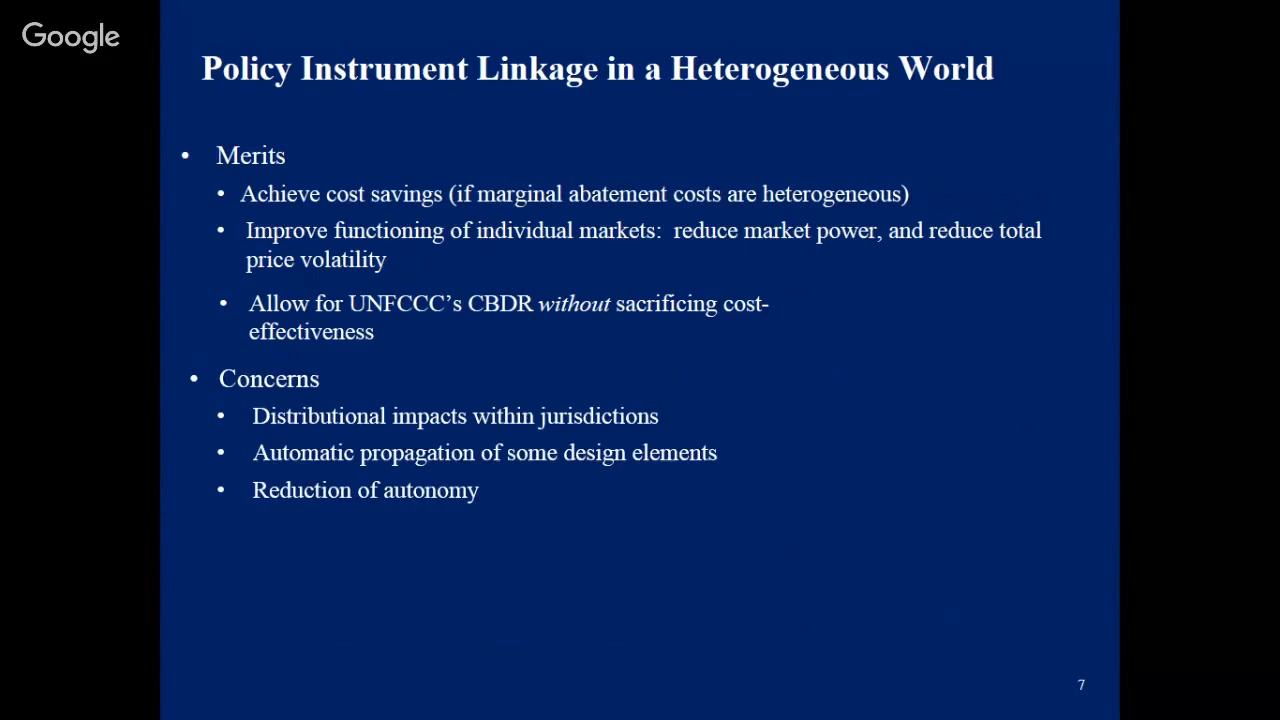 Google
Policy Instrument Linkage in a Heterogeneous World
• Merits
• Achieve cost savings (if marginal abatement costs are heterogeneous)
• Improve functioning of individual markets:  reduce market power, and reduce total
price volatility
• Allow for UNFCCC’s CBDR without sacrificing cost-
effectiveness
• Concerns
• Distributional impacts within jurisdictions
• Automatic propagation of some design elements
• Reduction of autonomy
7